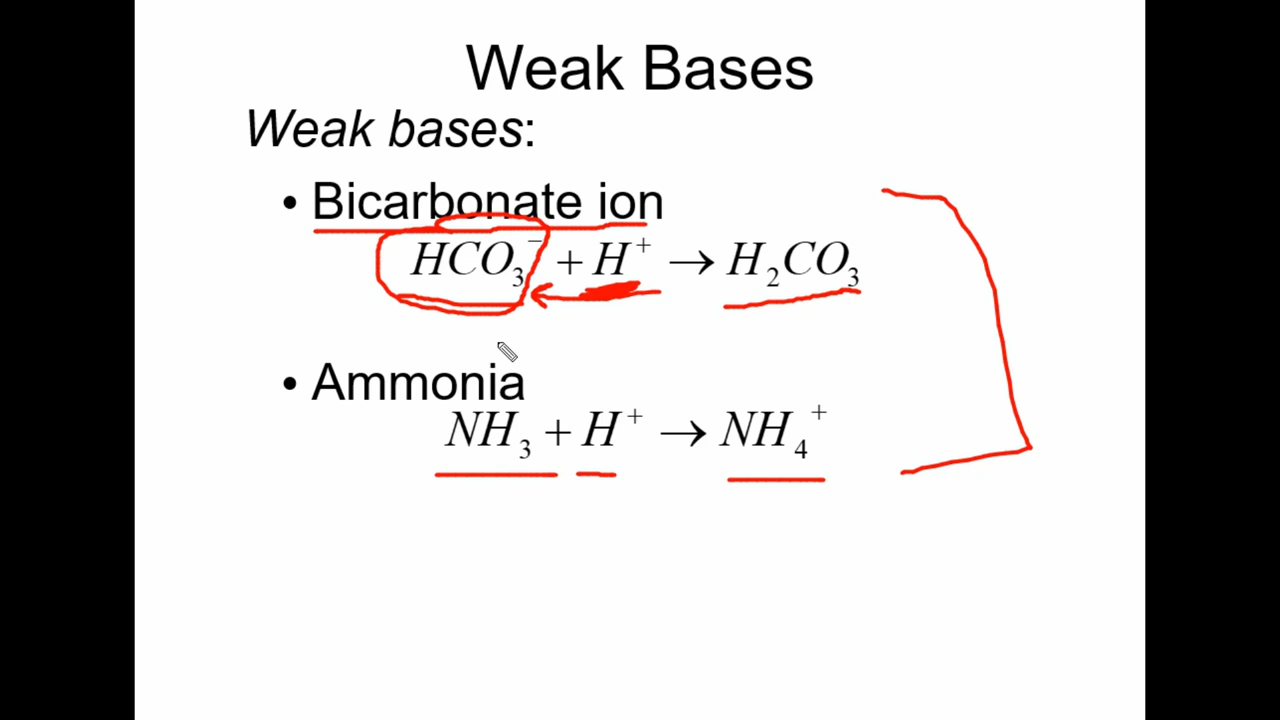 Weak Bases
Weak bases:
• Bicarbonate ion
HCO₃⁻ + H⁺ → H₂CO₃
• Ammonia
NH₃ + H⁺ → NH₄⁺